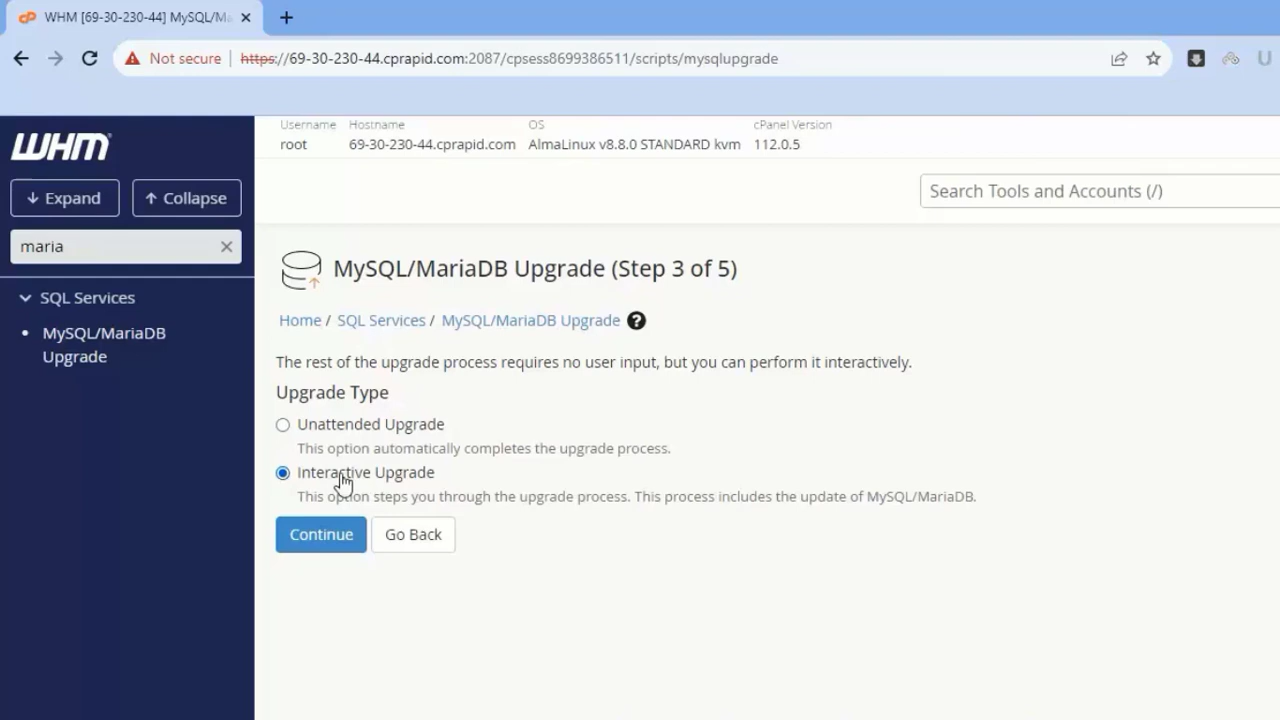 WHM [69-30-230-44] MySQL/Ma
Not secure
https://69-30-230-44.cprapid.com:2087/cpsess8699386511/scripts/mysqlupgrade
WHM
Username Hostname OS cPanel Version
root 69-30-230-44.cprapid.com AlmaLinux v8.8.0 STANDARD kvm 112.0.5
Expand Collapse
Search Tools and Accounts (/)
maria
SQL Services
MySQL/MariaDB
Upgrade
MySQL/MariaDB Upgrade (Step 3 of 5)
Home / SQL Services / MySQL/MariaDB Upgrade ?
The rest of the upgrade process requires no user input, but you can perform it interactively.
Upgrade Type
Unattended Upgrade
This option automatically completes the upgrade process.
Interactive Upgrade
This option steps you through the upgrade process. This process includes the update of MySQL/MariaDB.
Continue Go Back